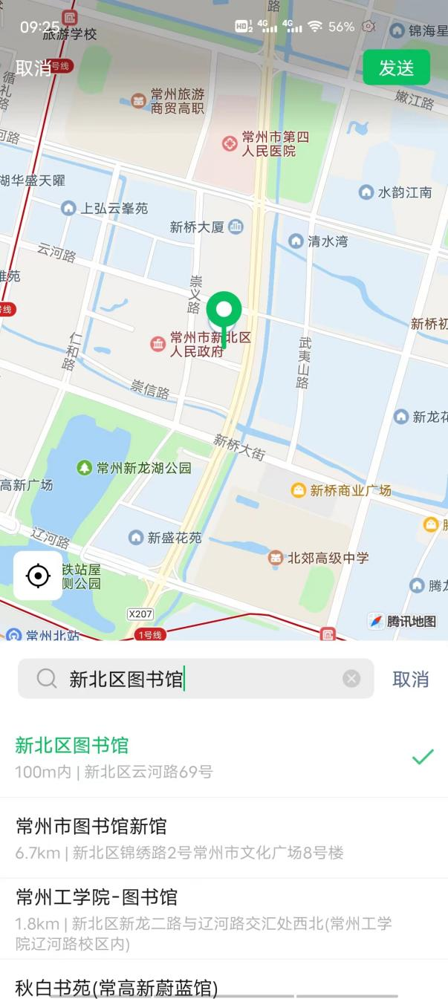 路
09:25
HD 1 2 4G 4G 56%
旅游学校
锦海星
取消
号线
发送
循礼路
常州旅游
商贸高职
嫩江路
河路
常州市第四
人民医院
湖华盛天曜
水韵江南
上弘云峯苑
新桥大厦
清水湾
云河路
雅苑
崇义路
号线
新桥初
常州市新北区
人民政府
仁和路
武夷山路
崇信路
新龙花
新桥大街
常州新龙湖公园
高新广场
新桥商业广场
辽河路
新盛花苑
北郊高级中学
铁站屋
侧公园
腾龙
X207
腾讯地图
常州北站
1号线
新北区图书馆
取消
新北区图书馆
100m内 | 新北区云河路69号
常州市图书馆新馆
6.7km | 新北区锦绣路2号常州市文化广场8号楼
常州工学院-图书馆
1.8km | 新北区新龙二路与辽河路交汇处西北(常州工学
院辽河路校区内)
秋白书苑(常高新蔚蓝馆)